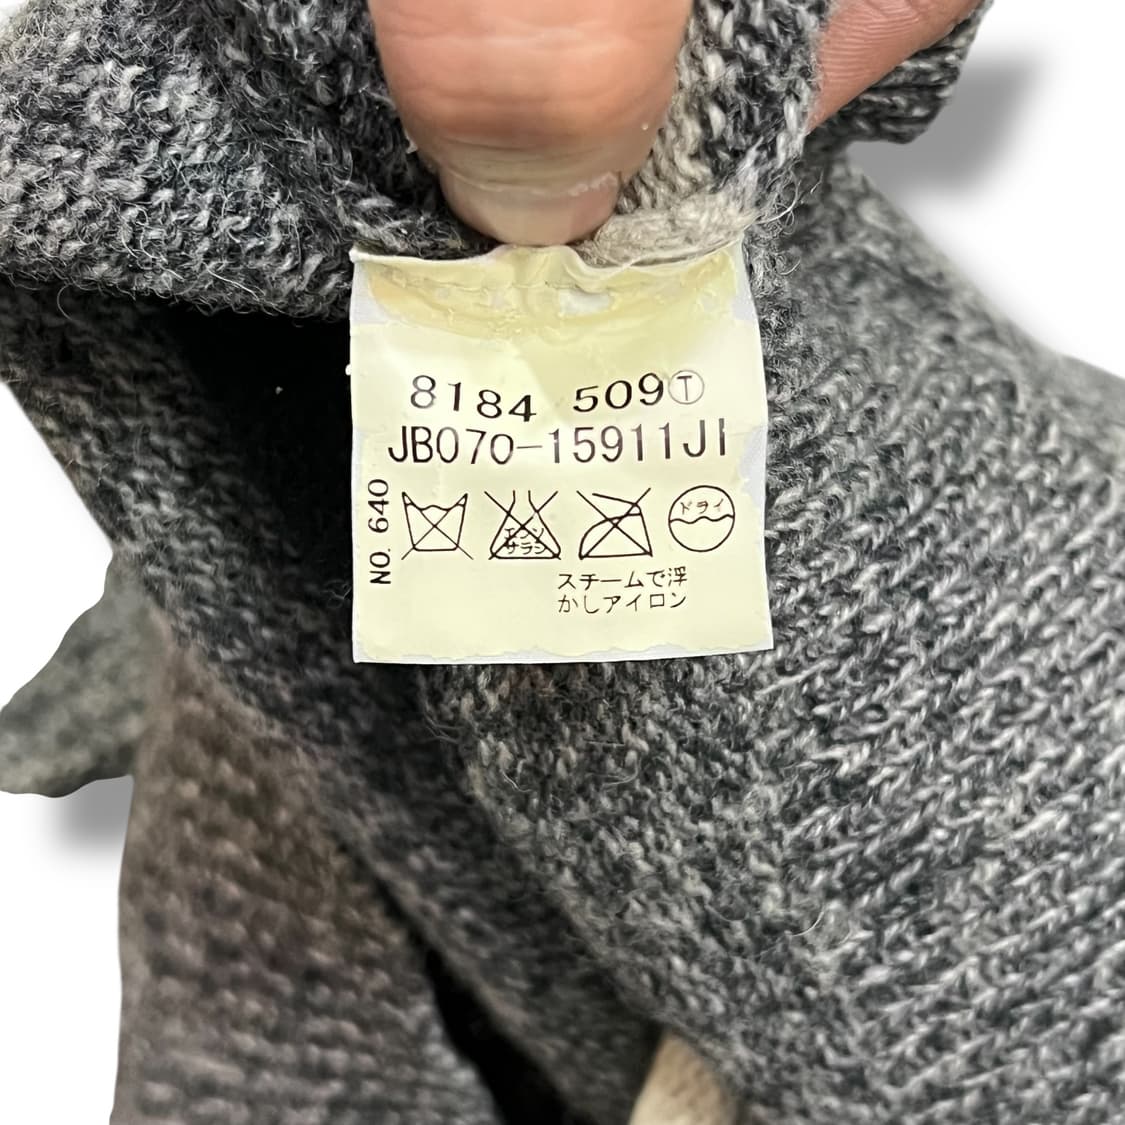 8184 509Ⓣ
JB070-15911JI
NO. 640
エンソ
サラシ
ドライ
スチームで浮
かしアイロン